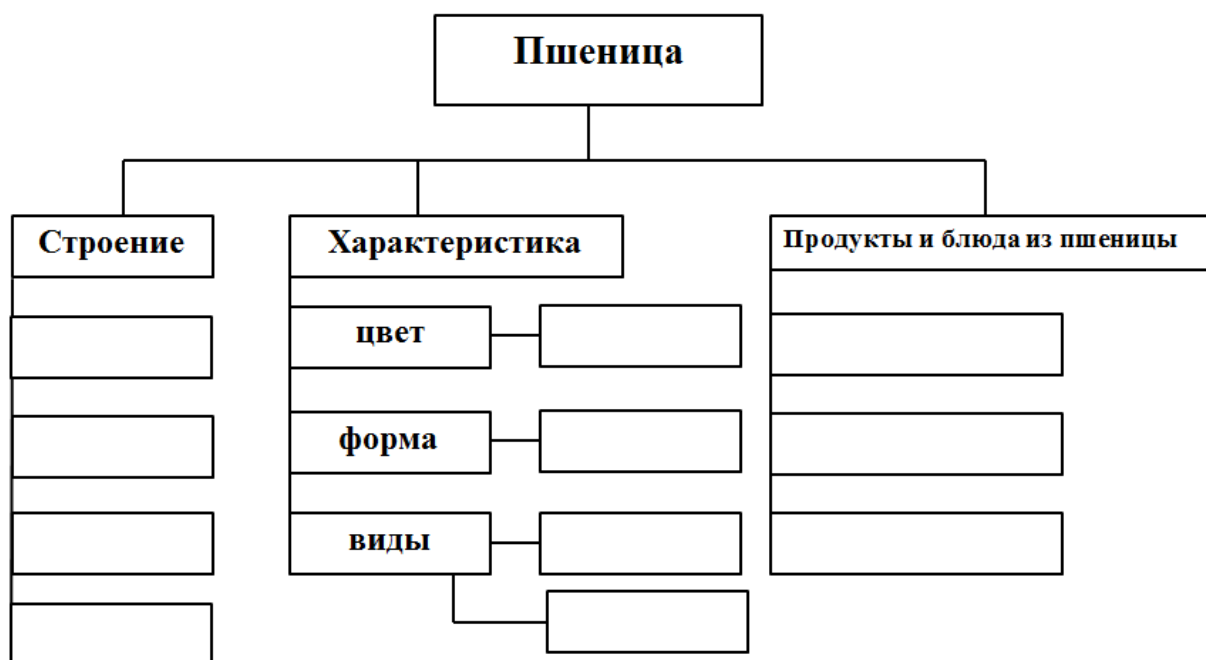 Пшеница
Строение
Характеристика
Продукты и блюда из пшеницы
цвет
форма
виды